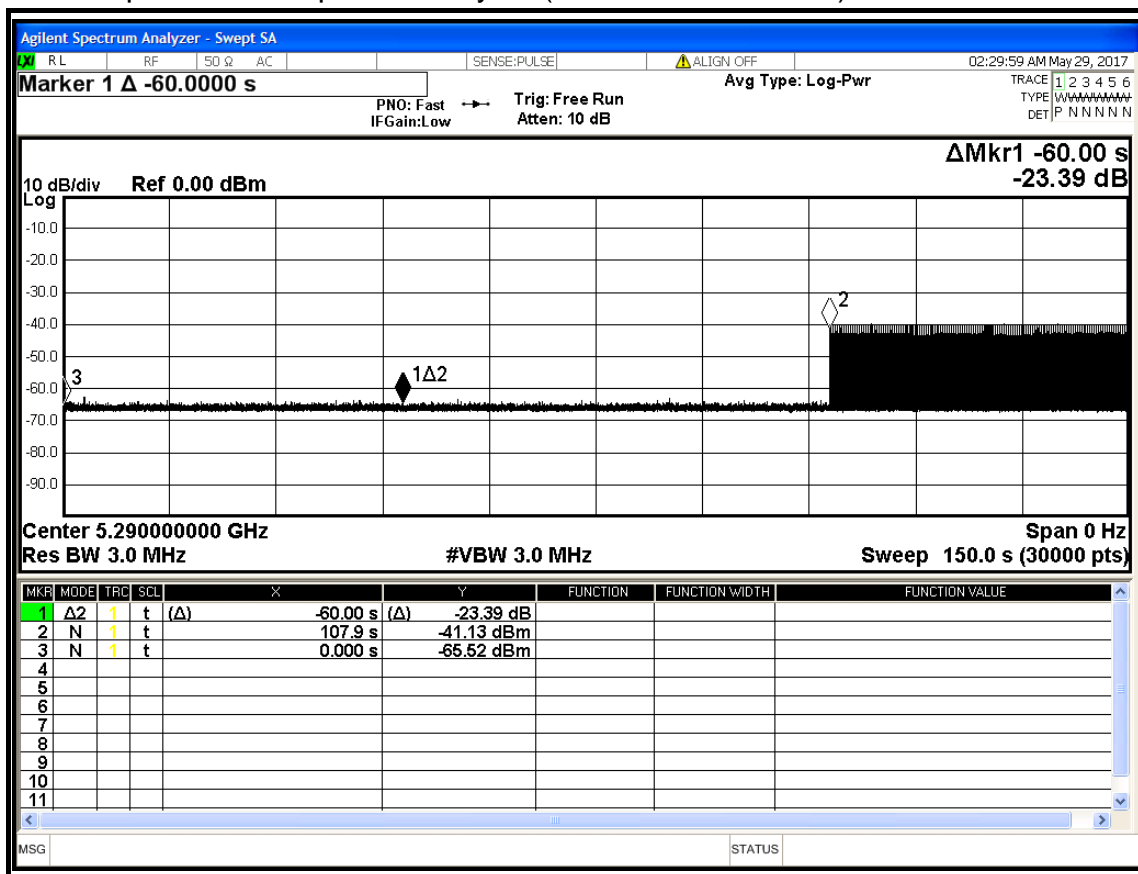 Agilent Spectrum Analyzer - Swept SA
LXI RL RF 50 Ω AC SENSE:PULSE ALIGN OFF 02:29:59 AM May 29, 2017
Marker 1 Δ -60.0000 s
PNO: Fast
IFGain:Low
Trig: Free Run
Atten: 10 dB
Avg Type: Log-Pwr
TRACE 1 2 3 4 5 6
TYPE WWWWWW
DET P N N N N N
ΔMkr1 -60.00 s
-23.39 dB
10 dB/div Ref 0.00 dBm
Log
-10.0
-20.0
-30.0
2
-40.0
-50.0
3
1Δ2
-60.0
-70.0
-80.0
-90.0
Center 5.290000000 GHz Span 0 Hz
Res BW 3.0 MHz #VBW 3.0 MHz Sweep 150.0 s (30000 pts)
MKR MODE TRC SCL X Y FUNCTION FUNCTION WIDTH FUNCTION VALUE
1 Δ2 1 t (Δ) -60.00 s (Δ) -23.39 dB
2 N 1 t 107.9 s -41.13 dBm
3 N 1 t 0.000 s -65.52 dBm
4
5
6
7
8
9
10
11
MSG STATUS